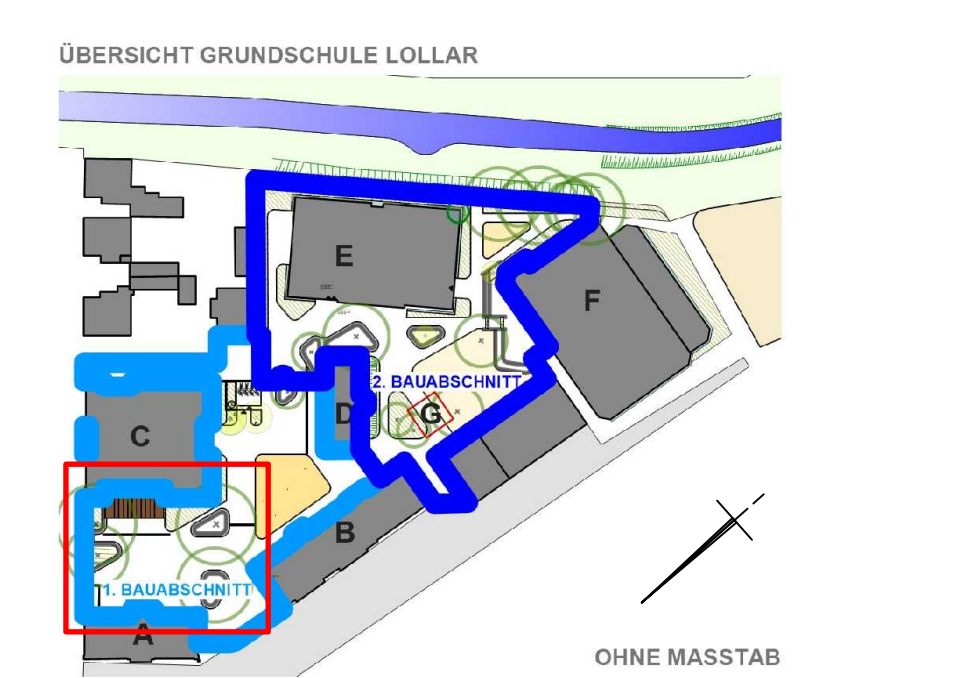 ÜBERSICHT GRUNDSCHULE LOLLAR
E
F
2. BAUABSCHNITT
D
G
C
B
1. BAUABSCHNITT
A
OHNE MASSTAB